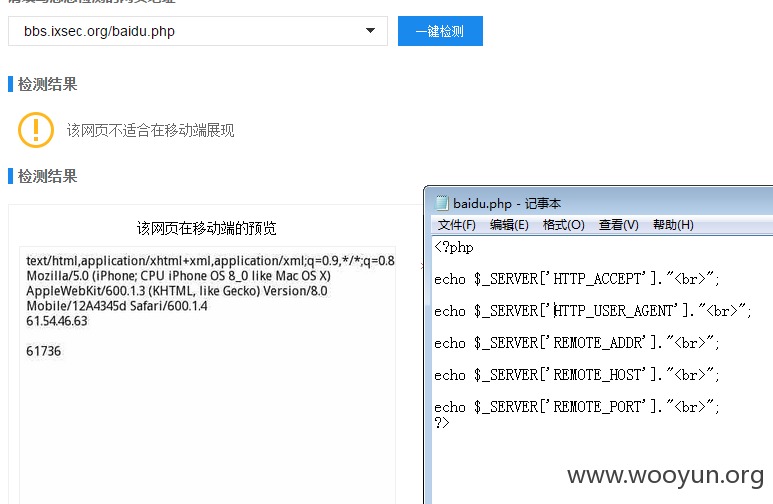 bbs.ixsec.org/baidu.php
一键检测
检测结果
该网页不适合在移动端展现
检测结果
该网页在移动端的预览
text/html,application/xhtml+xml,application/xml;q=0.9,*/*;q=0.8
Mozilla/5.0 (iPhone; CPU iPhone OS 8_0 like Mac OS X)
AppleWebKit/600.1.3 (KHTML, like Gecko) Version/8.0
Mobile/12A4345d Safari/600.1.4
61.54.46.63
61736
baidu.php - 记事本
文件(F) 编辑(E) 格式(O) 查看(V) 帮助(H)
<?php
echo $_SERVER['HTTP_ACCEPT']."<br>";
echo $_SERVER['HTTP_USER_AGENT']."<br>";
echo $_SERVER['REMOTE_ADDR']."<br>";
echo $_SERVER['REMOTE_HOST']."<br>";
echo $_SERVER['REMOTE_PORT']."<br>";
?>
www.wooyun.org